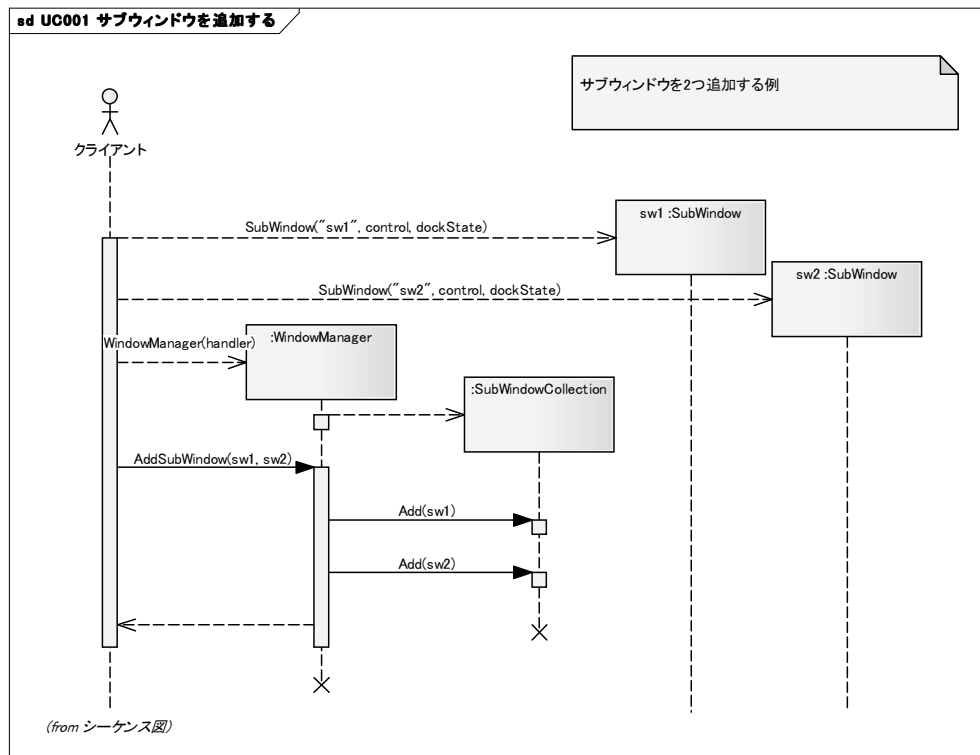 sd UC001 サブウィンドウを追加する
サブウィンドウを2つ追加する例
クライアント
SubWindow("sw1", control, dockState)
sw1 :SubWindow
SubWindow("sw2", control, dockState)
sw2 :SubWindow
WindowManager(handler)
:WindowManager
:SubWindowCollection
AddSubWindow(sw1, sw2)
Add(sw1)
Add(sw2)
(from シーケンス図)